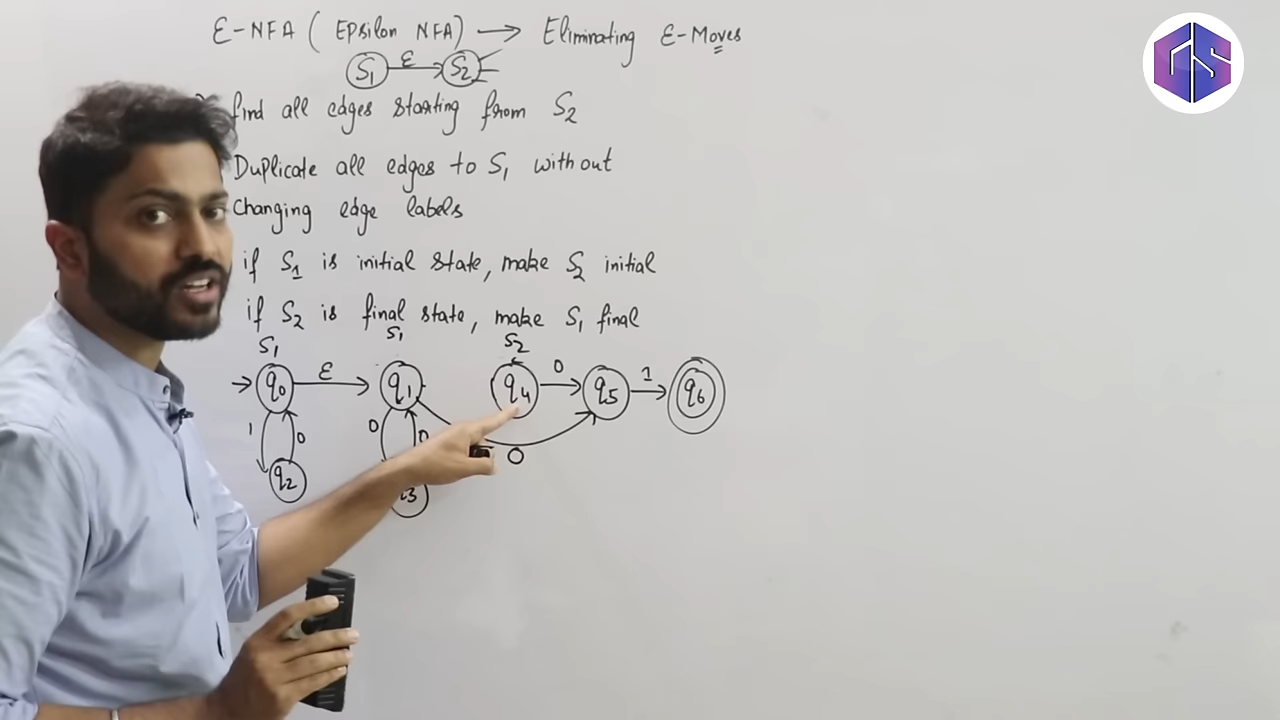 ε-NFA ( Epsilon NFA) → Eliminating ε-Moves
S1 ε S2
find all edges starting from S2
Duplicate all edges to S1 without
changing edge labels
if S1 is initial state, make S2 initial
if S2 is final state, make S1 final
S1 S1 S2
q0 ε q1 q4 0 q5 1 q6
1 0 0 0 0
q2 q3
GS